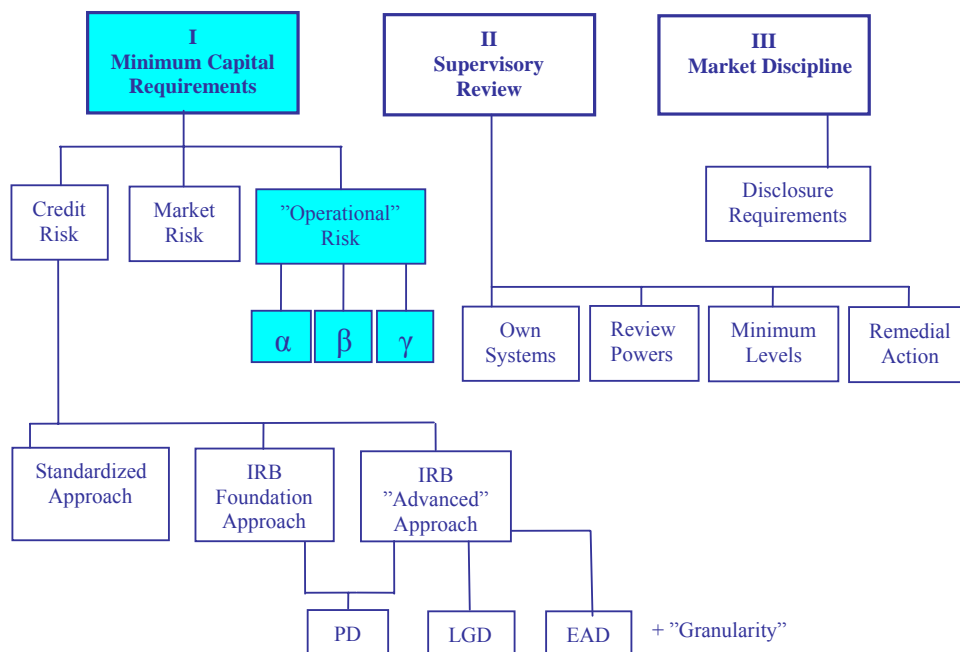 I
Minimum Capital
Requirements
II
Supervisory
Review
III
Market Discipline
Credit
Risk
Market
Risk
”Operational”
Risk
Disclosure
Requirements
α
β
γ
Own
Systems
Review
Powers
Minimum
Levels
Remedial
Action
Standardized
Approach
IRB
Foundation
Approach
IRB
”Advanced”
Approach
PD
LGD
EAD
+ ”Granularity”